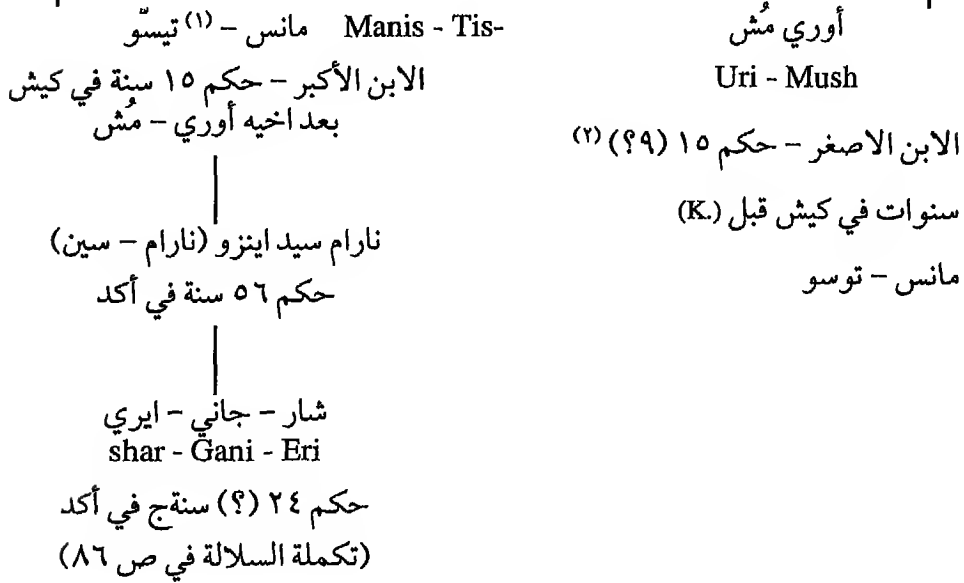 أوري مُش
Uri - Mush
الابن الاصغر – حكم ١٥ (٩؟) (٢)
سنوات في كيش قبل (K.)
مانس – توسو
مانس – (١) تيسّو Manis - Tis-
الابن الأكبر – حكم ١٥ سنة في كيش
بعد اخيه أوري – مُش
نارام سيد اينزو (نارام – سين)
حكم ٥٦ سنة في أكد
شار – جاني – ايري
shar - Gani - Eri
حكم ٢٤ (؟) سنةج في أكد
(تكملة السلالة في ص ٨٦)